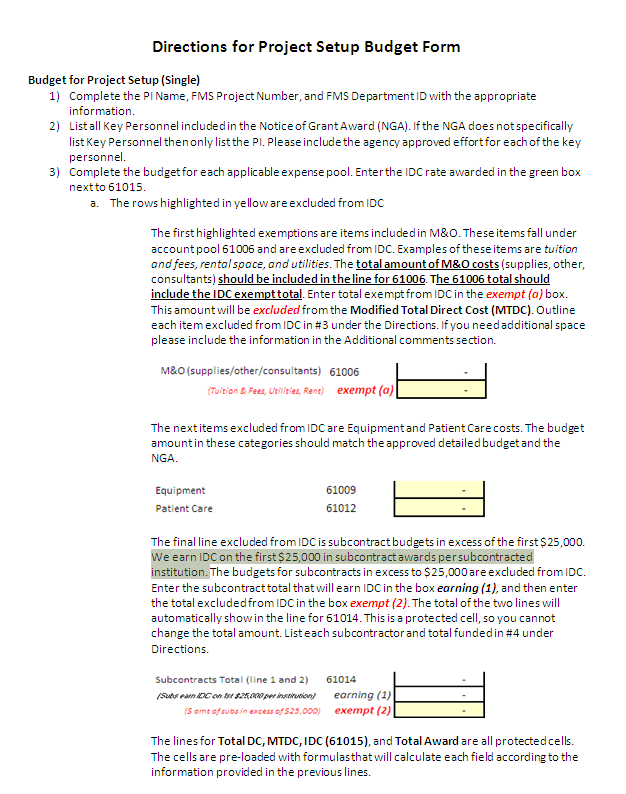 Directions for Project Setup Budget Form
Budget for Project Setup (Single)
1) Complete the PI Name, FMS Project Number, and FMS Department ID with the appropriate
information.
2) List all Key Personnel included in the Notice of Grant Award (NGA). If the NGA does not specifically
list Key Personnel then only list the PI. Please include the agency approved effort for each of the key
personnel.
3) Complete the budget for each applicable expense pool. Enter the IDC rate awarded in the green box
next to 61015.
a. The rows highlighted in yellow are excluded from IDC
The first highlighted exemptions are items included in M&O. These items fall under
account pool 61006 and are excluded from IDC. Examples of these items are tuition
and fees, rental space, and utilities. The total amount of M&O costs (supplies, other,
consultants) should be included in the line for 61006. The 61006 total should
include the IDC exempt total. Enter total exempt from IDC in the exempt (a) box.
This amount will be excluded from the Modified Total Direct Cost (MTDC). Outline
each item excluded from IDC in #3 under the Directions. If you need additional space
please include the information in the Additional comments section.
M&O (supplies/other/consultants) 61006 -
(Tuition & Fees, Utilities, Rent) exempt (a) -
The next items excluded from IDC are Equipment and Patient Care costs. The budget
amount in these categories should match the approved detailed budget and the
NGA.
Equipment 61009 -
Patient Care 61012 -
The final line excluded from IDC is subcontract budgets in excess of the first $25,000.
We earn IDC on the first $25,000 in subcontract awards per subcontracted
institution. The budgets for subcontracts in excess to $25,000 are excluded from IDC.
Enter the subcontract total that will earn IDC in the box earning (1), and then enter
the total excluded from IDC in the box exempt (2). The total of the two lines will
automatically show in the line for 61014. This is a protected cell, so you cannot
change the total amount. List each subcontractor and total funded in #4 under
Directions.
Subcontracts Total (line 1 and 2) 61014 -
(Subs earn IDC on 1st $25,000 per institution) earning (1) -
($ amt of subs in excess of $25,000) exempt (2) -
The lines for Total DC, MTDC, IDC (61015), and Total Award are all protected cells.
The cells are pre-loaded with formulas that will calculate each field according to the
information provided in the previous lines.